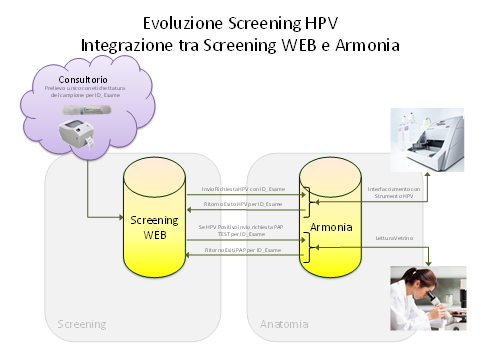 Evoluzione Screening HPV
Integrazione tra Screening WEB e Armonia
Consultorio
Prelievo unico con etichettatura
del campione per ID_Esame
Invio Richiesta HPV con ID_Esame
Ritorno Esito HPV per ID_Esame
Se HPV Positivo invio richiesta PAP
TEST per ID_Esame
Ritorno Esiti PAP per ID_Esame
Screening
WEB
Armonia
Interfacciamento con
Strumento HPV
Lettura Vetrino
Screening
Anatomia